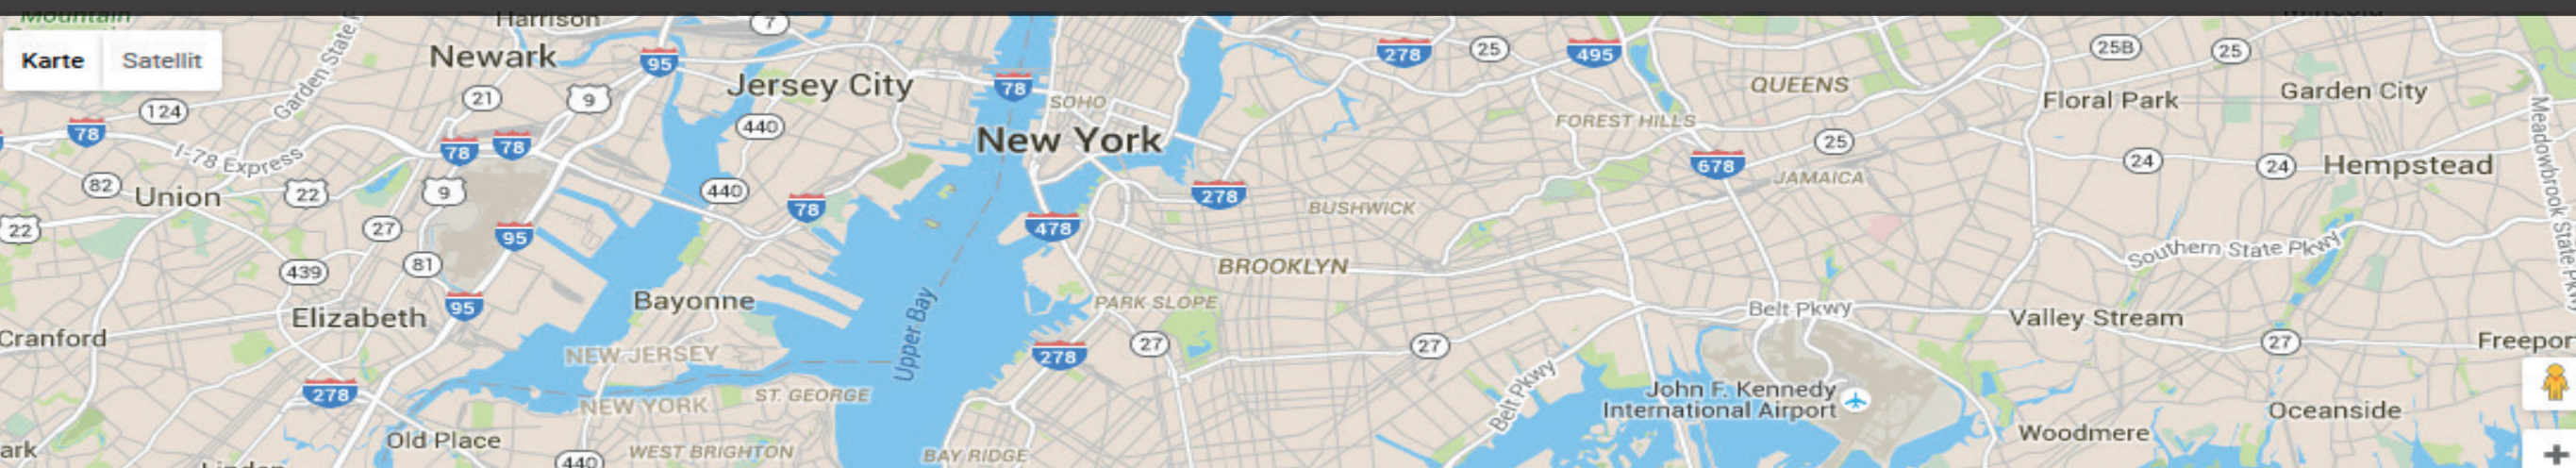 Mountain
Harrison
7
Karte
Satellit
Garden State
Newark
95
278
25
495
25B
25
Jersey City
78
SOHO
QUEENS
Floral Park
Garden City
124
21
9
440
FOREST HILLS
78
78
78
New York
25
Meadowbrook State Pkwy
I-78 Express
678
24
24
Hempstead
82
Union
22
9
440
278
JAMAICA
78
BUSHWICK
22
27
95
478
439
81
BROOKLYN
Southern State Pkwy
95
Bayonne
PARK SLOPE
Belt Pkwy
Elizabeth
Upper Bay
Valley Stream
Cranford
NEW JERSEY
278
27
27
27
Freepor
278
NEW YORK
ST. GEORGE
Belt Pkwy
John F. Kennedy
International Airport
Oceanside
Old Place
Woodmere
ark
440
WEST BRIGHTON
BAY RIDGE
Linden
+